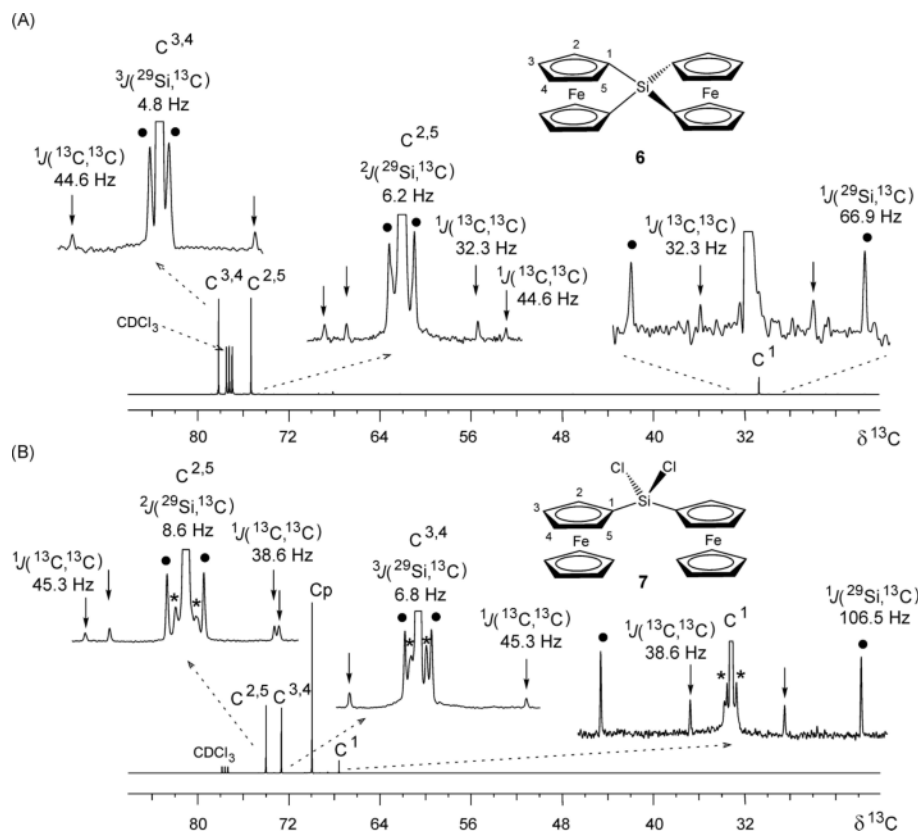 (A)
C3,4
3J(29Si,13C)
4.8 Hz
1J(13C,13C)
44.6 Hz
C2,5
2J(29Si,13C)
6.2 Hz
1J(13C,13C)
32.3 Hz
1J(13C,13C)
44.6 Hz
1J(13C,13C)
32.3 Hz
1J(29Si,13C)
66.9 Hz
2
3
1
4
5
Fe
Si
Fe
6
C3,4
C2,5
CDCl3
C1
80
72
64
56
48
40
32
δ13C
(B)
C2,5
2J(29Si,13C)
8.6 Hz
1J(13C,13C)
45.3 Hz
1J(13C,13C)
38.6 Hz
* *
Cp
C3,4
3J(29Si,13C)
6.8 Hz
* *
1J(13C,13C)
45.3 Hz
Cl
Cl
2
3
1
Si
4
5
Fe
Fe
7
1J(13C,13C)
38.6 Hz
C1
* *
1J(29Si,13C)
106.5 Hz
C2,5
C3,4
CDCl3
C1
80
72
64
56
48
40
32
δ13C